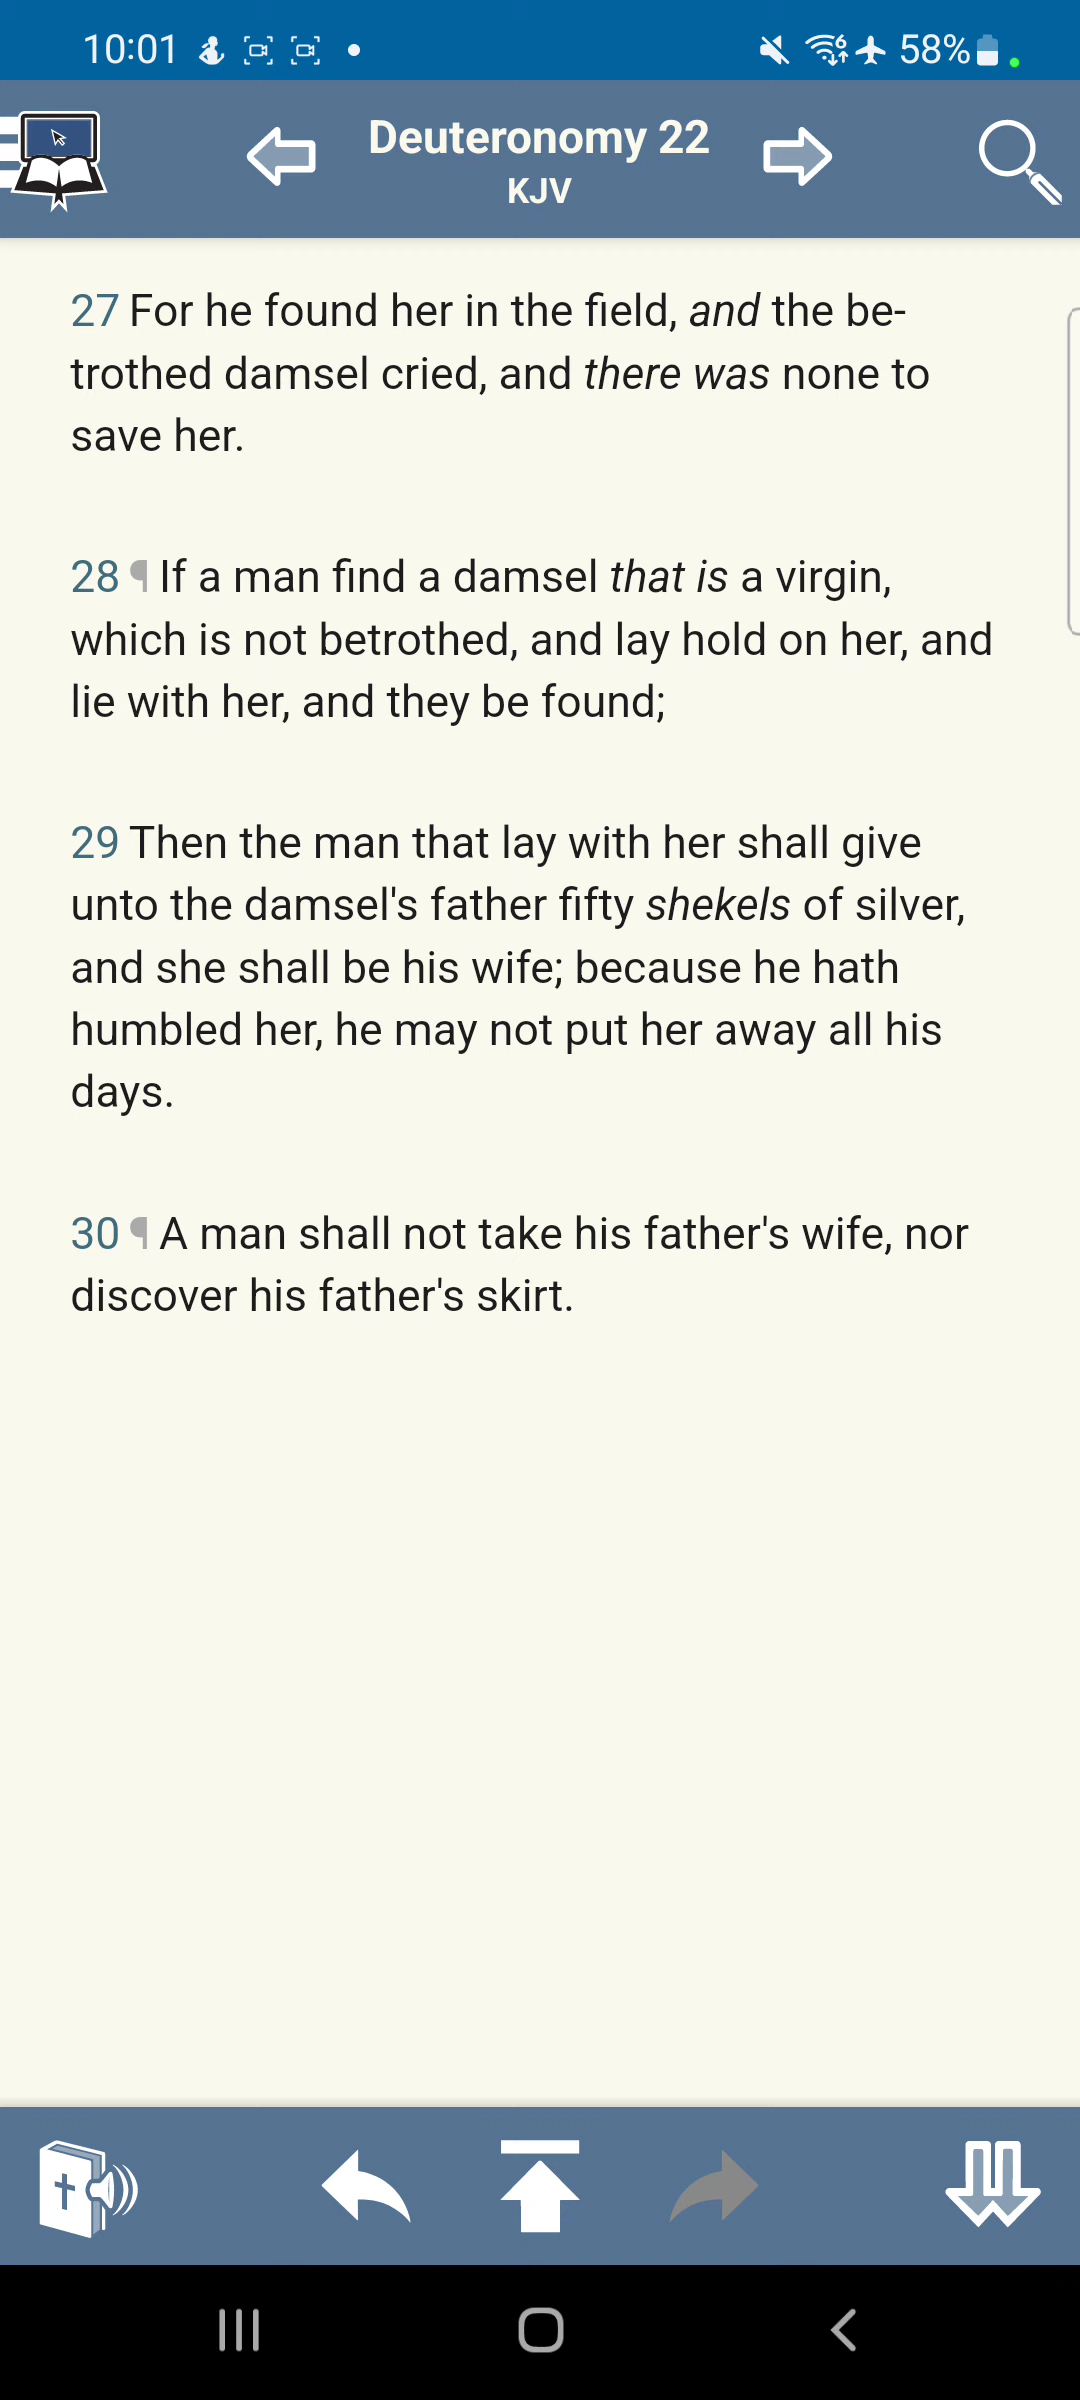 10:01
58%
Deuteronomy 22
KJV
27 For he found her in the field, and the be-
trothed damsel cried, and there was none to
save her.
28 ¶ If a man find a damsel that is a virgin,
which is not betrothed, and lay hold on her, and
lie with her, and they be found;
29 Then the man that lay with her shall give
unto the damsel's father fifty shekels of silver,
and she shall be his wife; because he hath
humbled her, he may not put her away all his
days.
30 ¶ A man shall not take his father's wife, nor
discover his father's skirt.